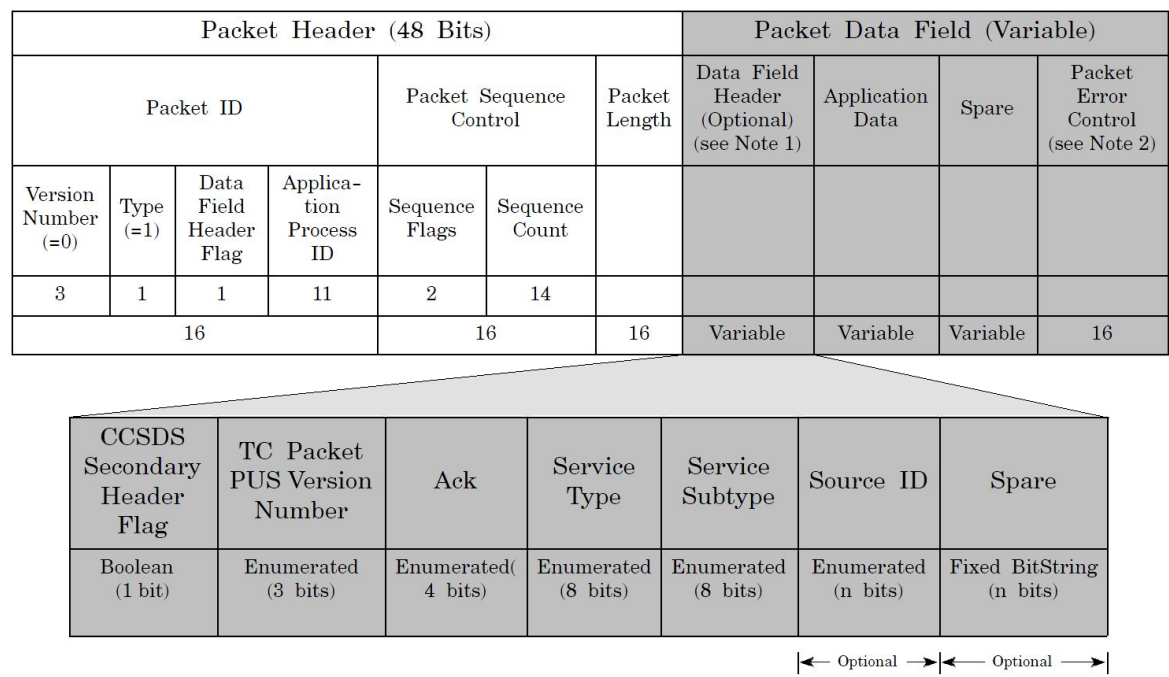 Packet Header (48 Bits)
Packet Data Field (Variable)
Packet ID
Packet Sequence
Control
Packet
Length
Data Field
Header
(Optional)
(see Note 1)
Application
Data
Spare
Packet
Error
Control
(see Note 2)
Version
Number
(=0)
Type
(=1)
Data
Field
Header
Flag
Applica-
tion
Process
ID
Sequence
Flags
Sequence
Count
3
1
1
11
2
14
16
16
16
Variable
Variable
Variable
16
CCSDS
Secondary
Header
Flag
TC Packet
PUS Version
Number
Ack
Service
Type
Service
Subtype
Source ID
Spare
Boolean
(1 bit)
Enumerated
(3 bits)
Enumerated(
4 bits)
Enumerated
(8 bits)
Enumerated
(8 bits)
Enumerated
(n bits)
Fixed BitString
(n bits)
Optional
Optional